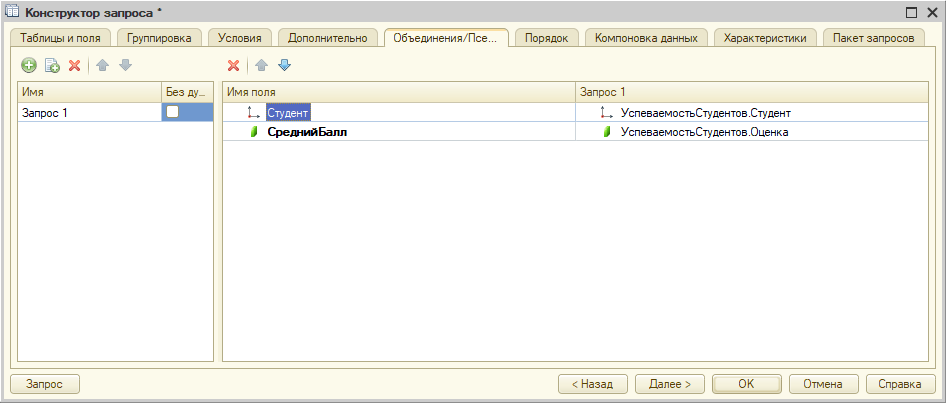 Конструктор запроса *
Таблицы и поля Группировка Условия Дополнительно Объединения/Псе... Порядок Компоновка данных Характеристики Пакет запросов
Имя Без ду... Имя поля Запрос 1
Запрос 1 Студент УспеваемостьСтудентов.Студент
СреднийБалл УспеваемостьСтудентов.Оценка
Запрос < Назад Далее > ОК Отмена Справка